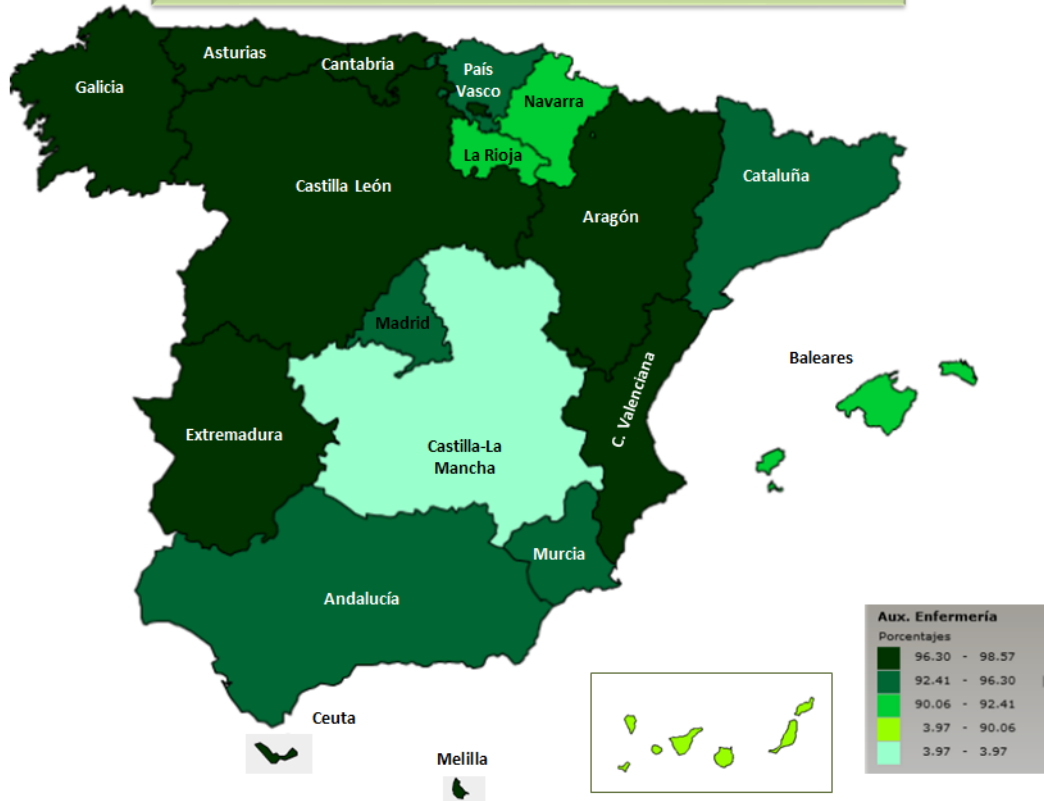 Asturias
Cantabria
Galicia
País
Vasco
Navarra
La Rioja
Castilla León
Cataluña
Aragón
Madrid
Baleares
C. Valenciana
Extremadura
Castilla-La
Mancha
Murcia
Andalucía
Ceuta
Melilla
Aux. Enfermería
Porcentajes
96.30 - 98.57
92.41 - 96.30
90.06 - 92.41
3.97 - 90.06
3.97 - 3.97